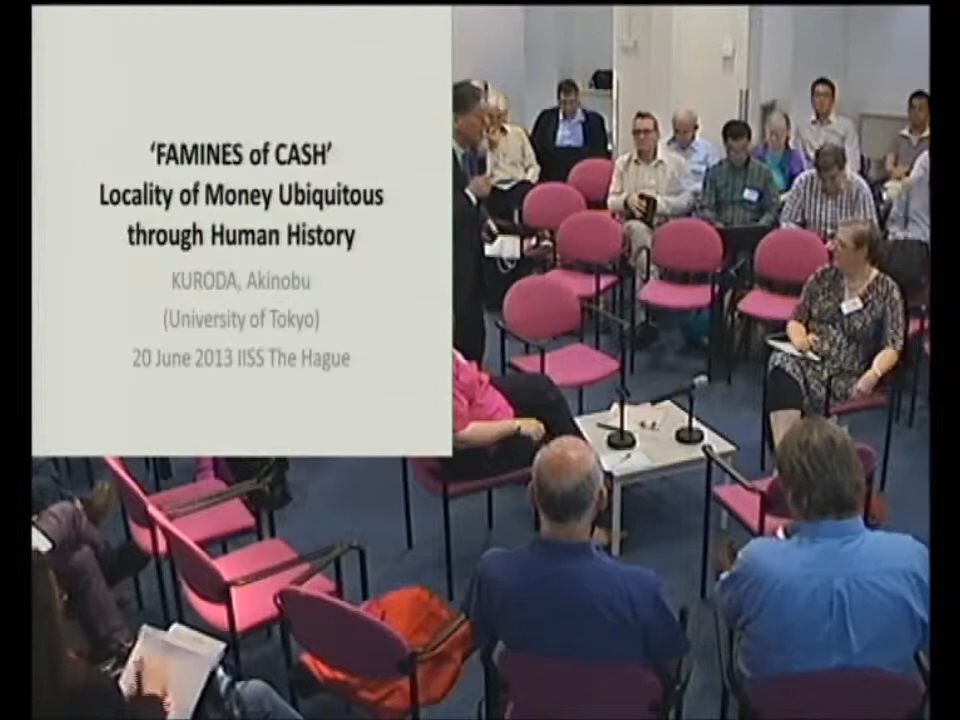 ‘FAMINES of CASH’
Locality of Money Ubiquitous
through Human History
KURODA, Akinobu
(University of Tokyo)
20 June 2013 IISS The Hague